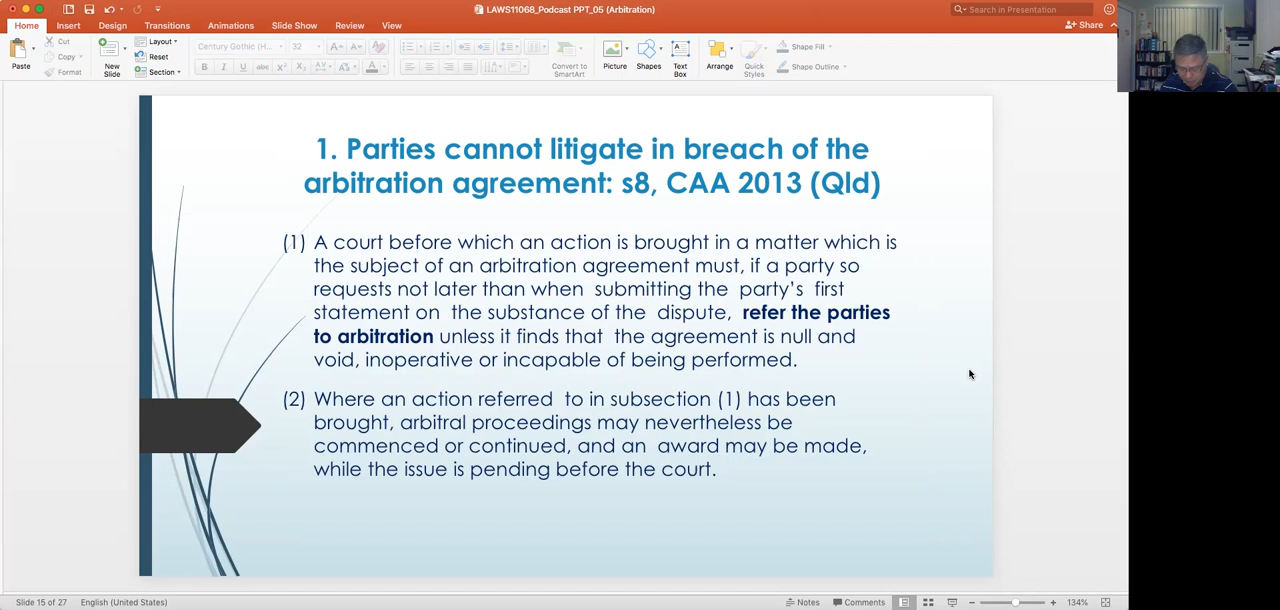 LAWS11068_Podcast PPT_05 (Arbitration)
Search in Presentation
Home Insert Design Transitions Animations Slide Show Review View
Share
Paste
Cut
Copy
Format
New Slide
Layout
Reset
Section
Century Gothic (H...
32
Convert to SmartArt
Picture
Shapes
Text Box
Arrange
Quick Styles
Shape Fill
Shape Outline
1. Parties cannot litigate in breach of the
arbitration agreement: s8, CAA 2013 (Qld)
(1) A court before which an action is brought in a matter which is
the subject of an arbitration agreement must, if a party so
requests not later than when submitting the party’s first
statement on the substance of the dispute, refer the parties
to arbitration unless it finds that the agreement is null and
void, inoperative or incapable of being performed.
(2) Where an action referred to in subsection (1) has been
brought, arbitral proceedings may nevertheless be
commenced or continued, and an award may be made,
while the issue is pending before the court.
Slide 15 of 27 English (United States) Notes Comments 134%